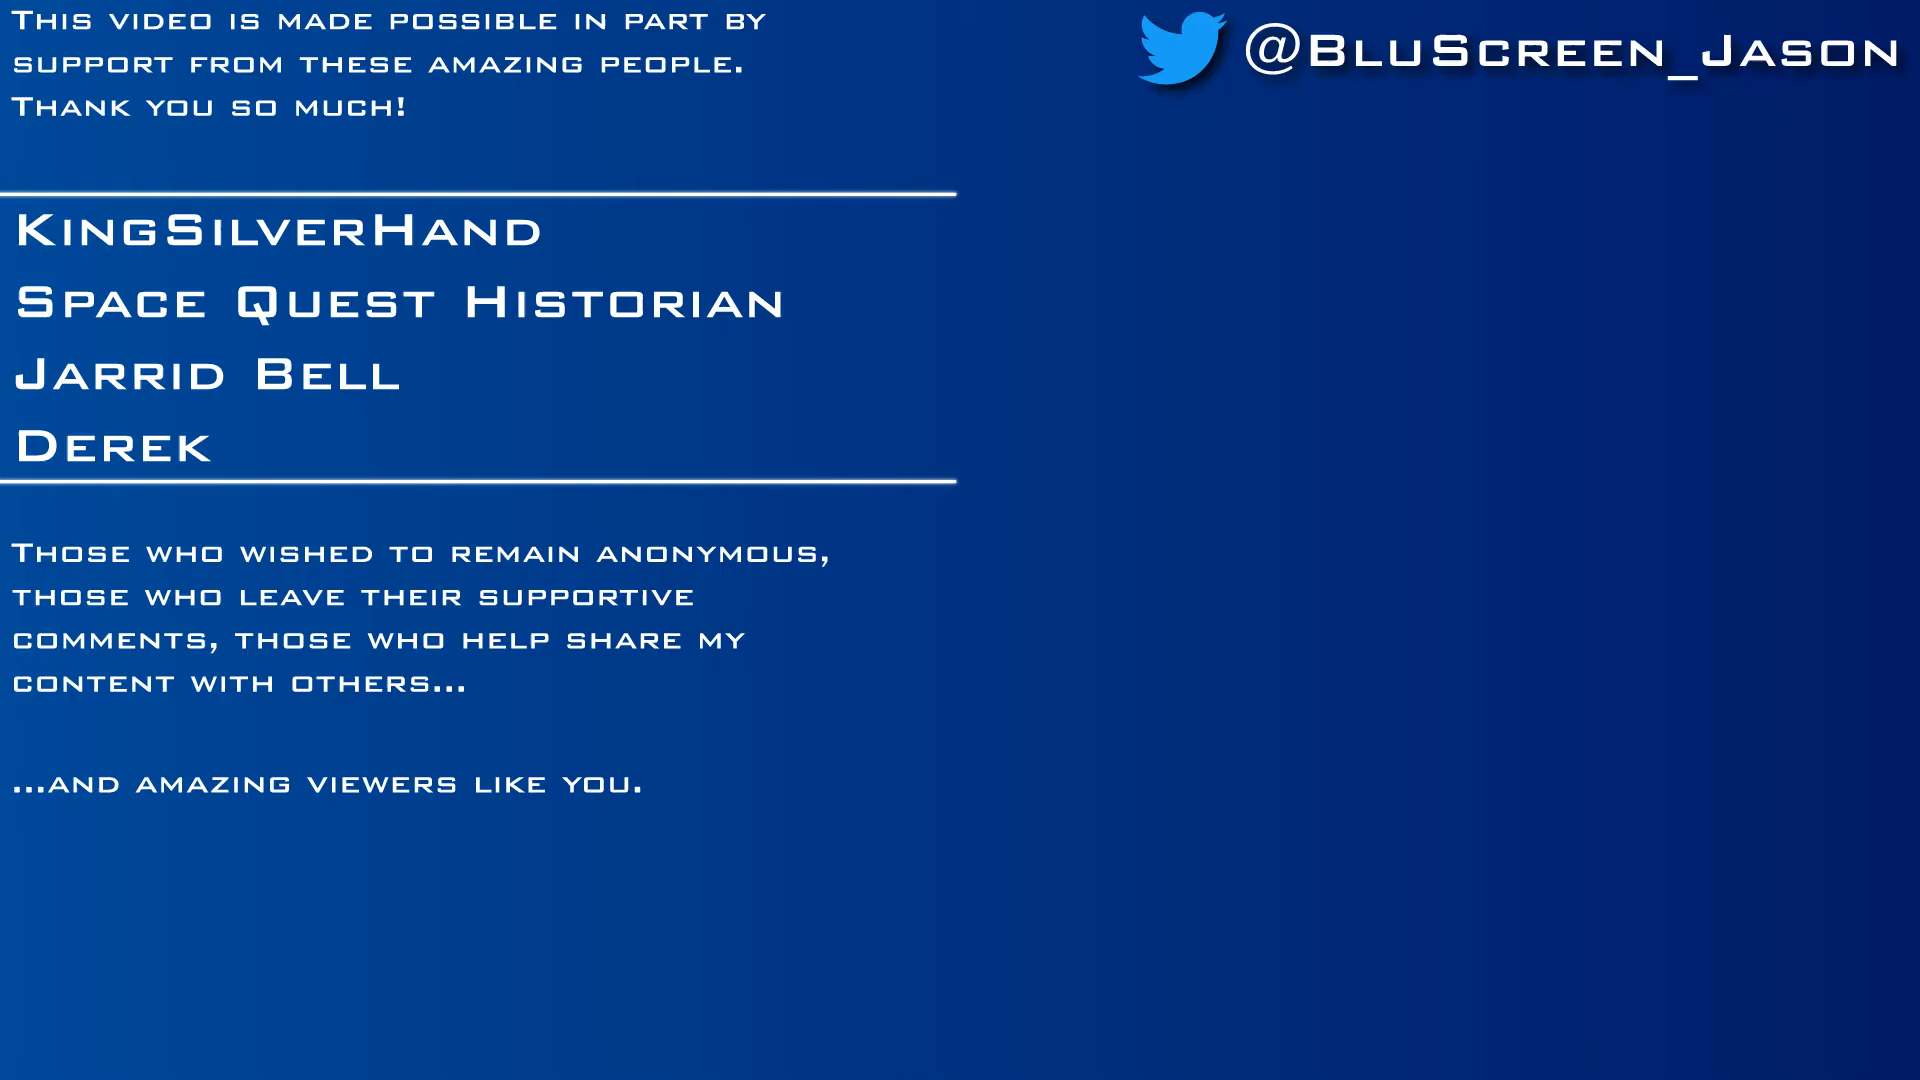 This video is made possible in part by
support from these amazing people.
Thank you so much!
@BluScreen_Jason
KingSilverHand
Space Quest Historian
Jarrid Bell
Derek
Those who wished to remain anonymous,
those who leave their supportive
comments, those who help share my
content with others...
...and amazing viewers like you.